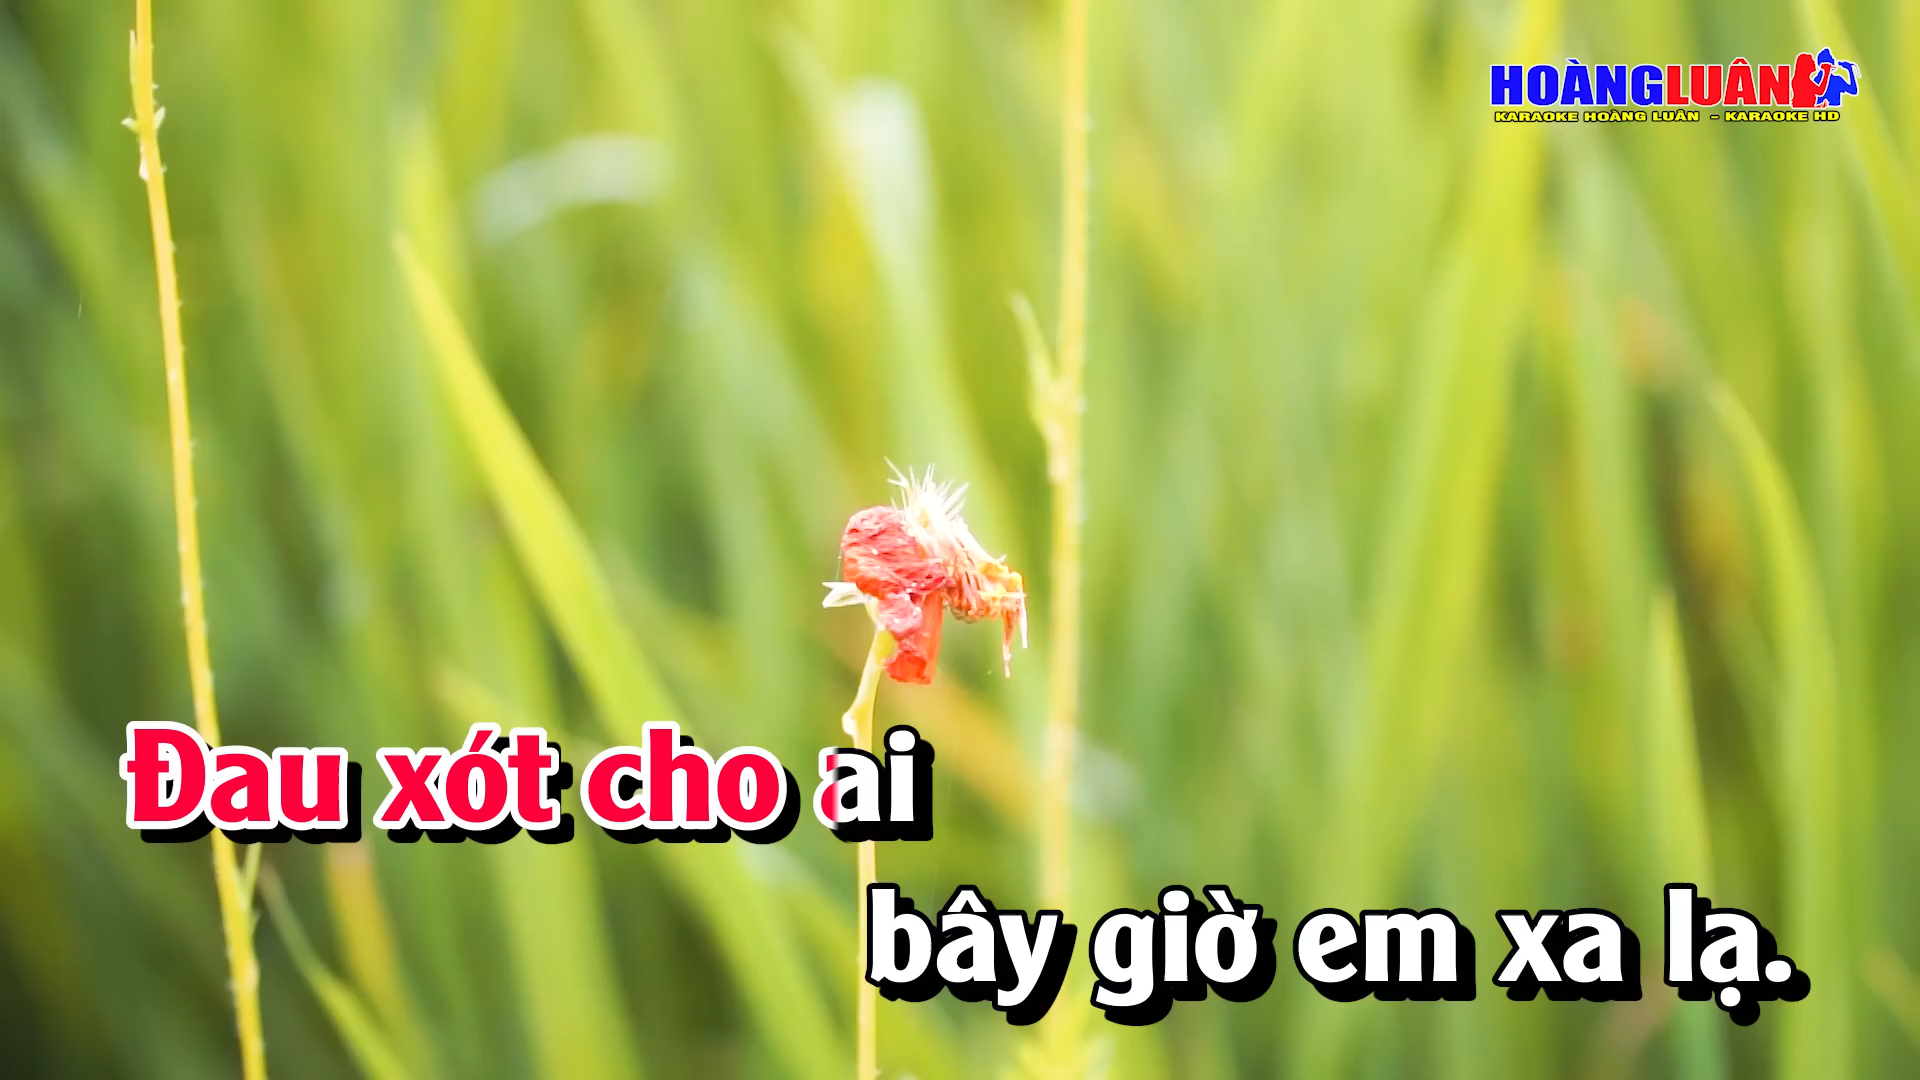 HOÀNGLUÂN
KARAOKE HOÀNG LUÂN - KARAOKE HD
Đau xót cho ai
bây giờ em xa lạ.